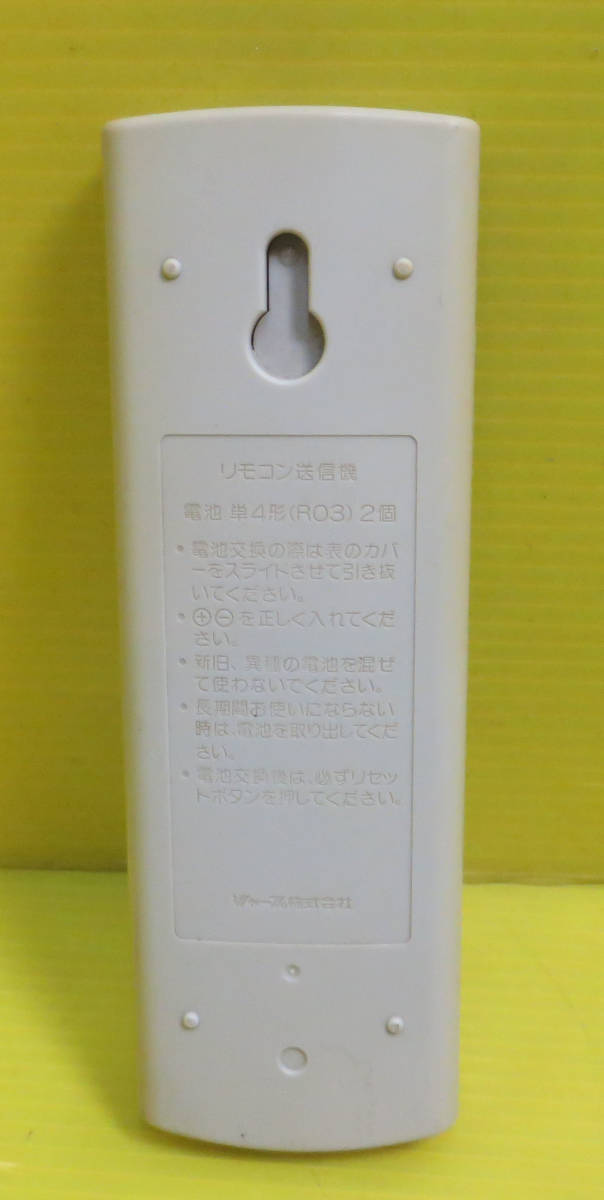 リモコン送信機
電池 単4形(R03)2個
・電池交換の際は表のカバ
ーをスライドさせて引き抜
いてください。
・⊕⊖を正しく入れてくだ
さい。
・新旧、異種の電池を混ぜ
て使わないでください。
・長期間お使いにならない
時は、電池を取り出してくだ
さい。
・電池交換後は、必ずリセッ
トボタンを押してください。
シャープ株式会社